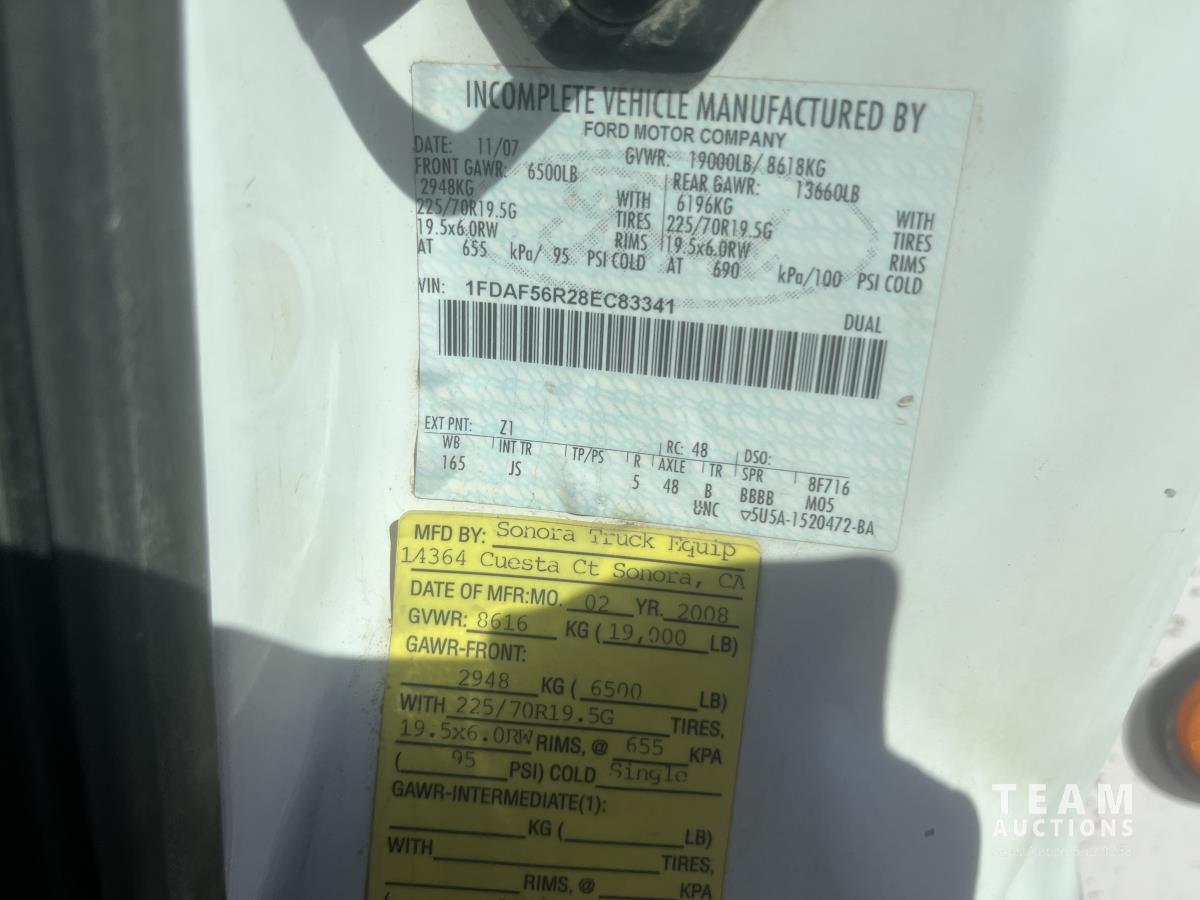 INCOMPLETE VEHICLE MANUFACTURED BY
FORD MOTOR COMPANY
DATE: 11/07 GVWR: 19000LB/ 8618KG
FRONT GAWR: 6500LB REAR GAWR: 13660LB
2948KG WITH 6196KG WITH
225/70R19.5G TIRES 225/70R19.5G TIRES
19.5x6.0RW RIMS 19.5x6.0RW RIMS
AT 655 kPa/ 95 PSI COLD AT 690 kPa/100 PSI COLD
VIN: 1FDAF56R28EC83341 DUAL
EXT PNT: Z1 RC: 48 DSO:
WB INT TR TP/PS R AXLE TR SPR 8F716
165 JS 5 48 B BBBB M05
UNC ▽5U5A-1520472-BA
MFD BY: Sonora Truck Equip
14364 Cuesta Ct Sonora, CA
DATE OF MFR:MO. 02 YR. 2008
GVWR: 8616 KG (19,000 LB)
GAWR-FRONT:
2948 KG (6500 LB)
WITH 225/70R19.5G TIRES,
19.5x6.0RW RIMS, @ 655 KPA
(95 PSI) COLD Single
GAWR-INTERMEDIATE(1):
KG ( LB)
WITH TIRES,
RIMS, @ KPA
TEAM
AUCTIONS